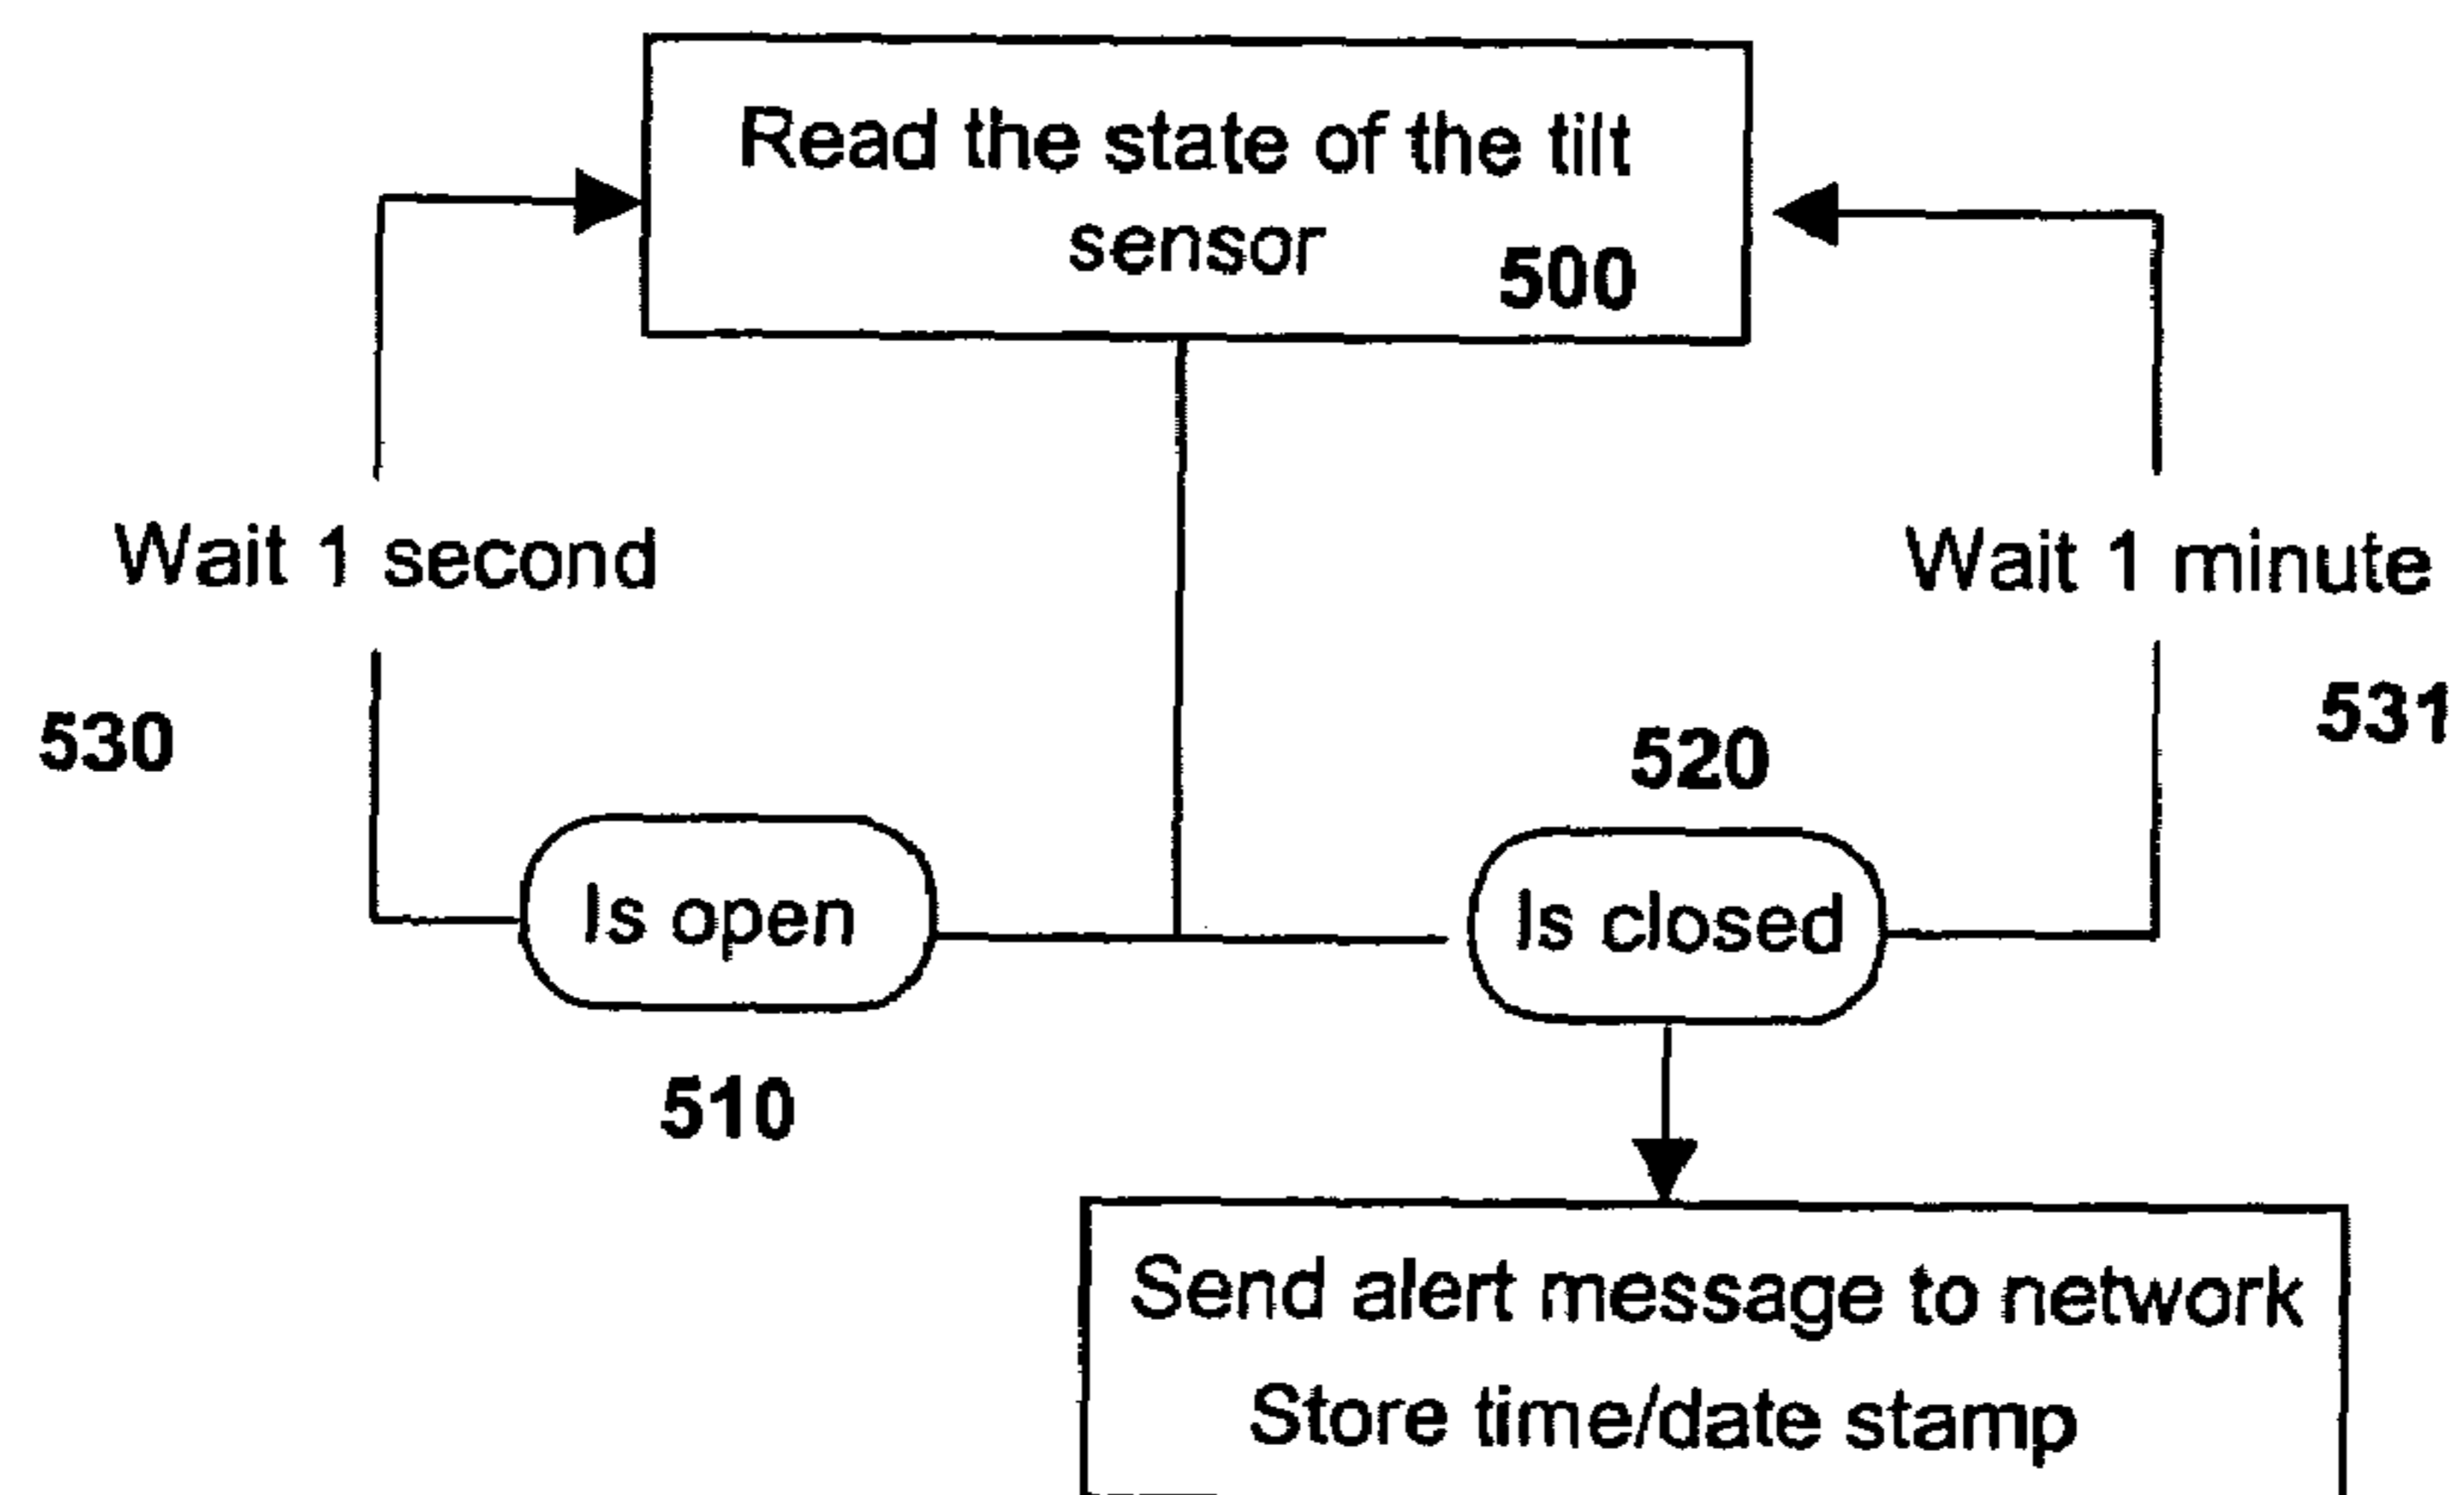 Read the state of the tilt
sensor
500
Wait 1 second
Wait 1 minute
530
531
520
Is open
Is closed
510
Send alert message to network
Store time/date stamp